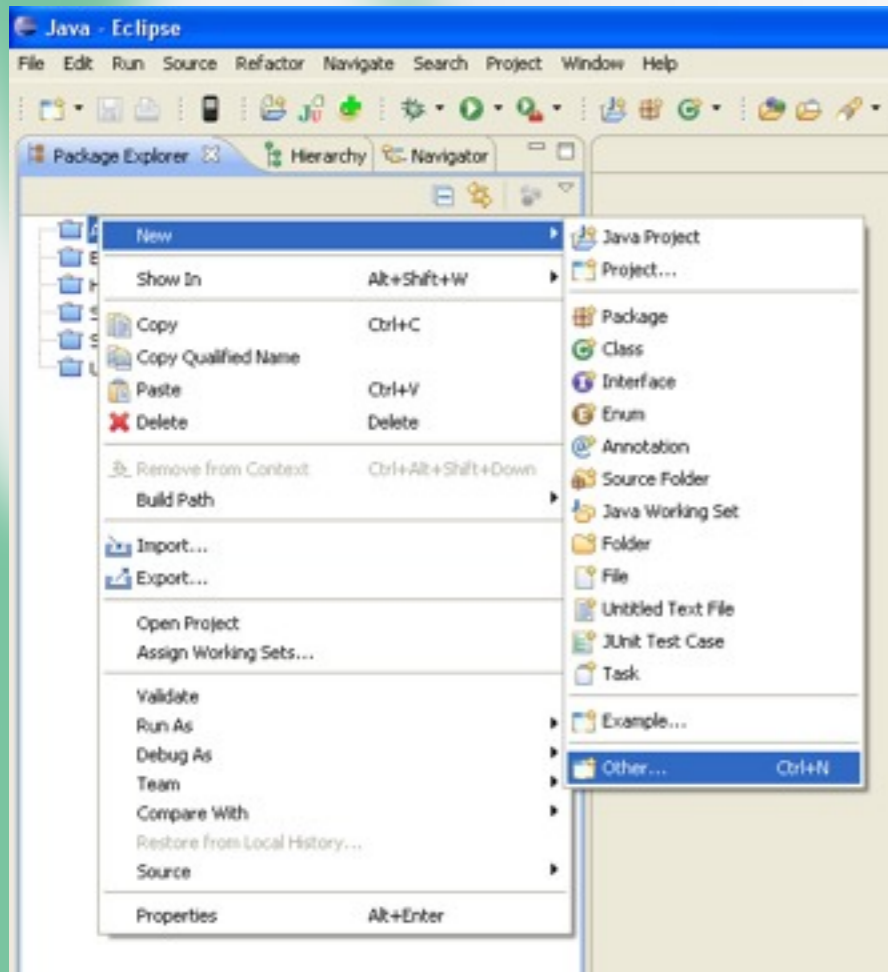 Java - Eclipse
File Edit Run Source Refactor Navigate Search Project Window Help
Package Explorer Hierarchy Navigator
New
Show In Alt+Shift+W
Copy Ctrl+C
Copy Qualified Name
Paste Ctrl+V
Delete Delete
Remove from Context Ctrl+Alt+Shift+Down
Build Path
Import...
Export...
Open Project
Assign Working Sets...
Validate
Run As
Debug As
Team
Compare With
Restore from Local History...
Source
Properties Alt+Enter
Java Project
Project...
Package
Class
Interface
Enum
Annotation
Source Folder
Java Working Set
Folder
File
Untitled Text File
JUnit Test Case
Task
Example...
Other... Ctrl+N